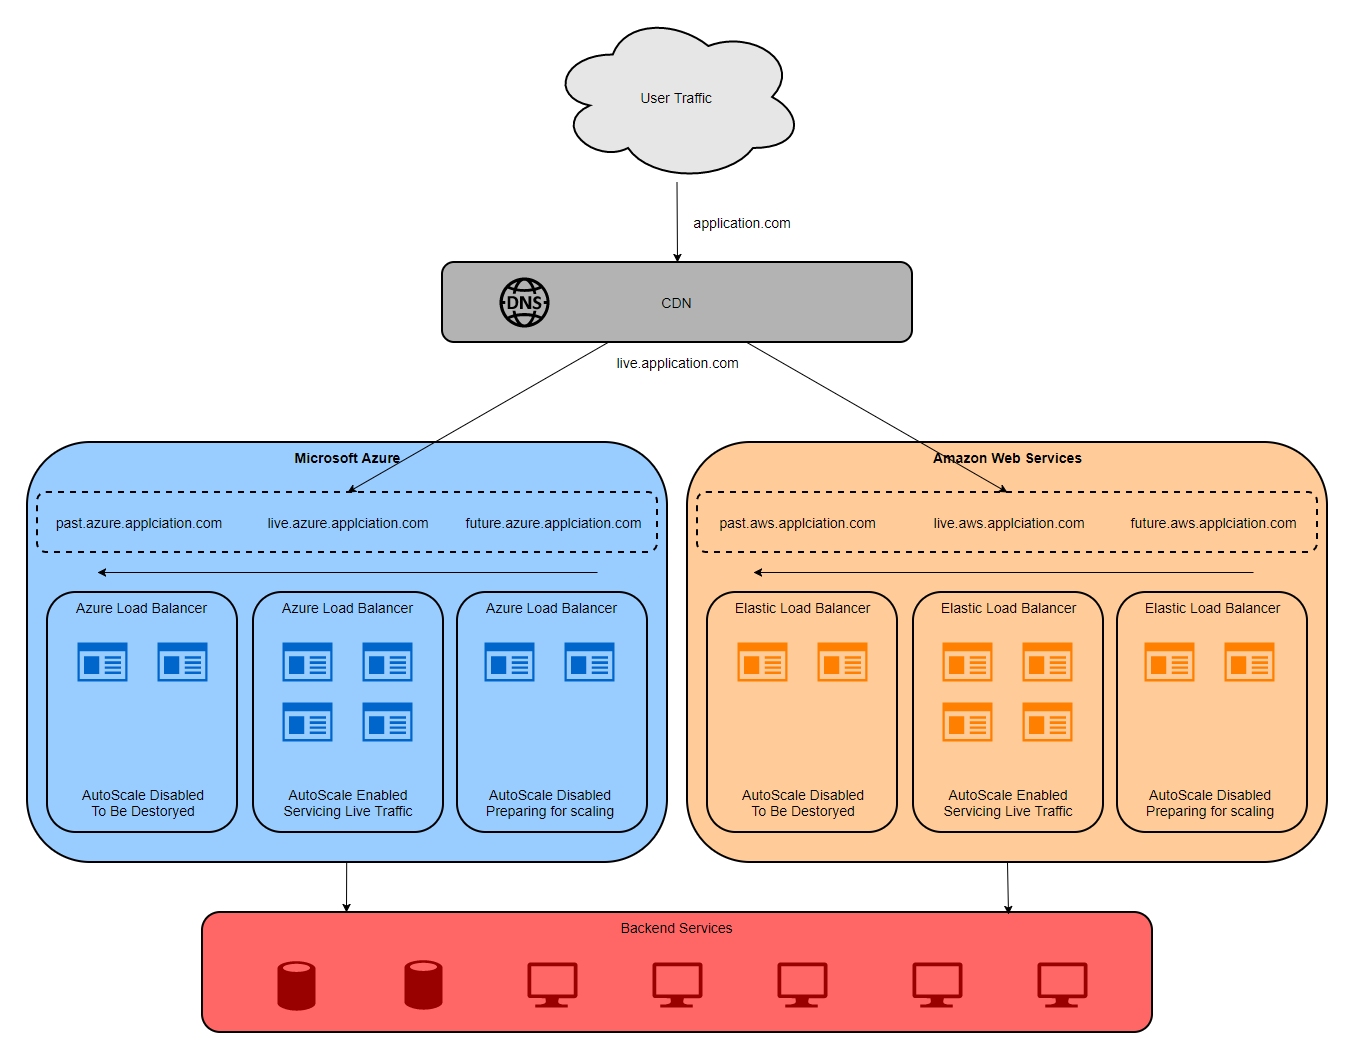 User Traffic
application.com
DNS
CDN
live.application.com
Microsoft Azure
past.azure.applciation.com
live.azure.applciation.com
future.azure.applciation.com
Azure Load Balancer
AutoScale Disabled
To Be Destoryed
Azure Load Balancer
AutoScale Enabled
Servicing Live Traffic
Azure Load Balancer
AutoScale Disabled
Preparing for scaling
Amazon Web Services
past.aws.applciation.com
live.aws.applciation.com
future.aws.applciation.com
Elastic Load Balancer
AutoScale Disabled
To Be Destoryed
Elastic Load Balancer
AutoScale Enabled
Servicing Live Traffic
Elastic Load Balancer
AutoScale Disabled
Preparing for scaling
Backend Services